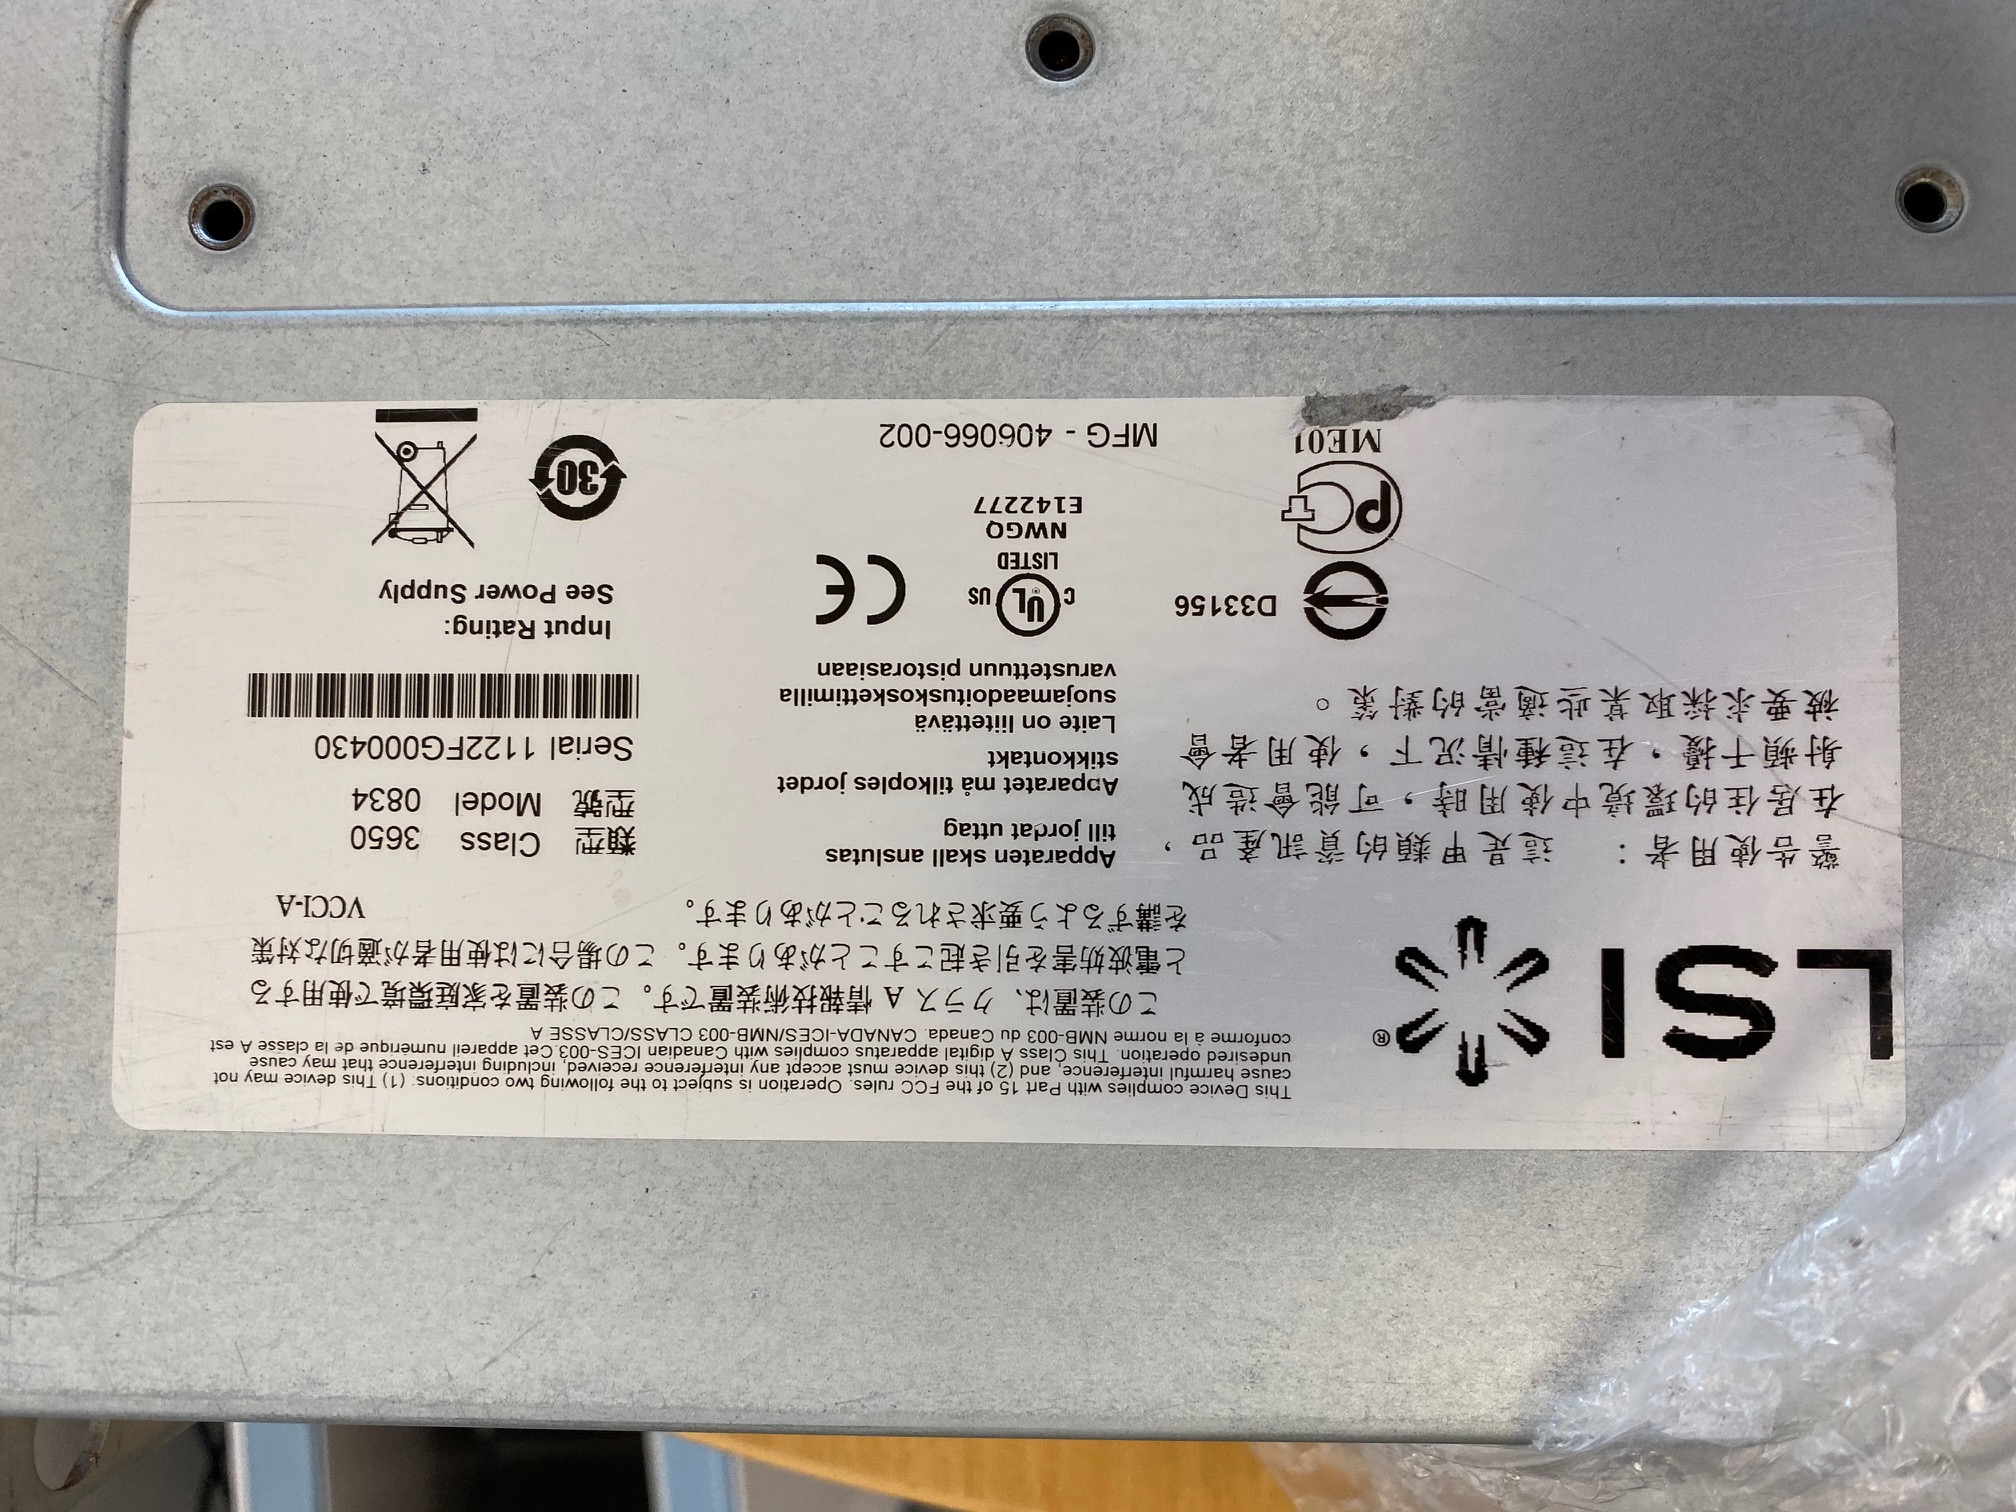 LSI ®
This Device complies with Part 15 of the FCC rules. Operation is subject to the following two conditions: (1) This device may not
cause harmful interference, and (2) this device must accept any interference received, including interference that may cause
undesired operation. This Class A digital apparatus complies with Canadian ICES-003.Cet appareil numerique de la classe A est
conforme à la norme NMB-003 du Canada. CANADA-ICES/NMB-003 CLASS/CLASSE A
この装置は、クラス A 情報技術装置です。この装置を家庭環境で使用する
と電波妨害を引き起こすことがあります。この場合には使用者が適切な対策
を講ずるよう要求されることがあります。 VCCI-A
警告使用者： 這是甲類的資訊產品，
在居住的環境中使用時，可能會造成
射頻干擾，在這種情況下，使用者會
被要求採取某些適當的對策。
Apparaten skall anslutas
till jordat uttag
Apparatet må tilkoples jordet
stikkontakt
Laite on liitettävä
suojamaadoituskoskettimilla
varustettuun pistorasiaan
類型 Class 3650
型號 Model 0834
Serial 1122FG000430
Input Rating:
See Power Supply
D33156
C UL US
LISTED
NWGQ
E142277
CE
PCT
ME01
MFG - 406066-002
30